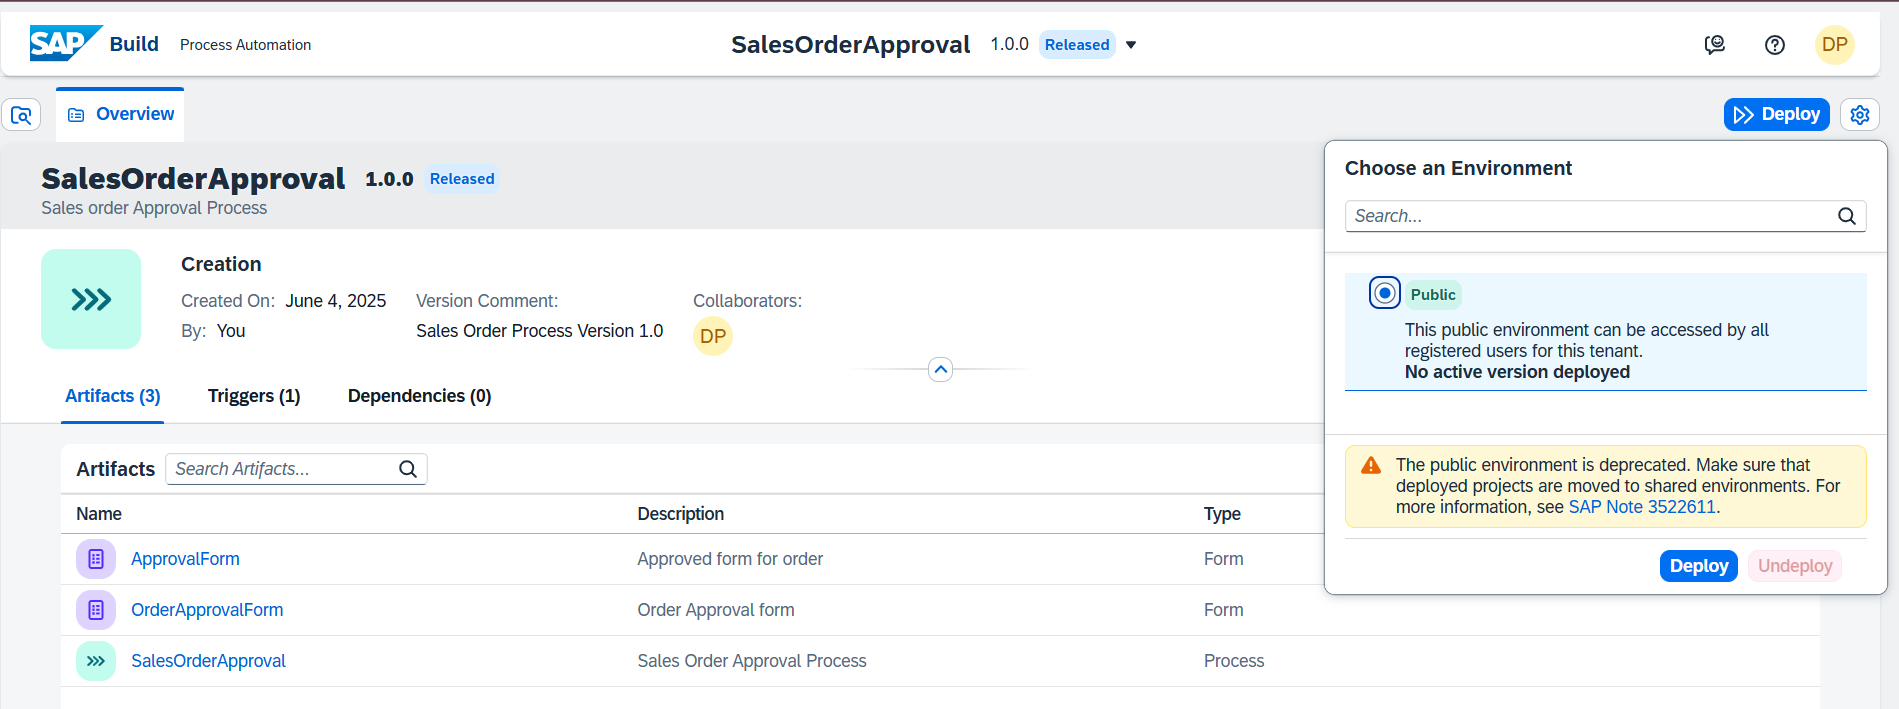 SAP Build Process Automation
SalesOrderApproval 1.0.0 Released
DP
Overview
Deploy
SalesOrderApproval 1.0.0 Released
Sales order Approval Process
Creation
Created On: June 4, 2025
By: You
Version Comment:
Sales Order Process Version 1.0
Collaborators:
DP
Artifacts (3) Triggers (1) Dependencies (0)
Artifacts Search Artifacts...
Name Description Type
ApprovalForm Approved form for order Form
OrderApprovalForm Order Approval form Form
SalesOrderApproval Sales Order Approval Process Process
Choose an Environment
Search...
Public
This public environment can be accessed by all
registered users for this tenant.
No active version deployed
The public environment is deprecated. Make sure that
deployed projects are moved to shared environments. For
more information, see SAP Note 3522611.
Deploy Undeploy